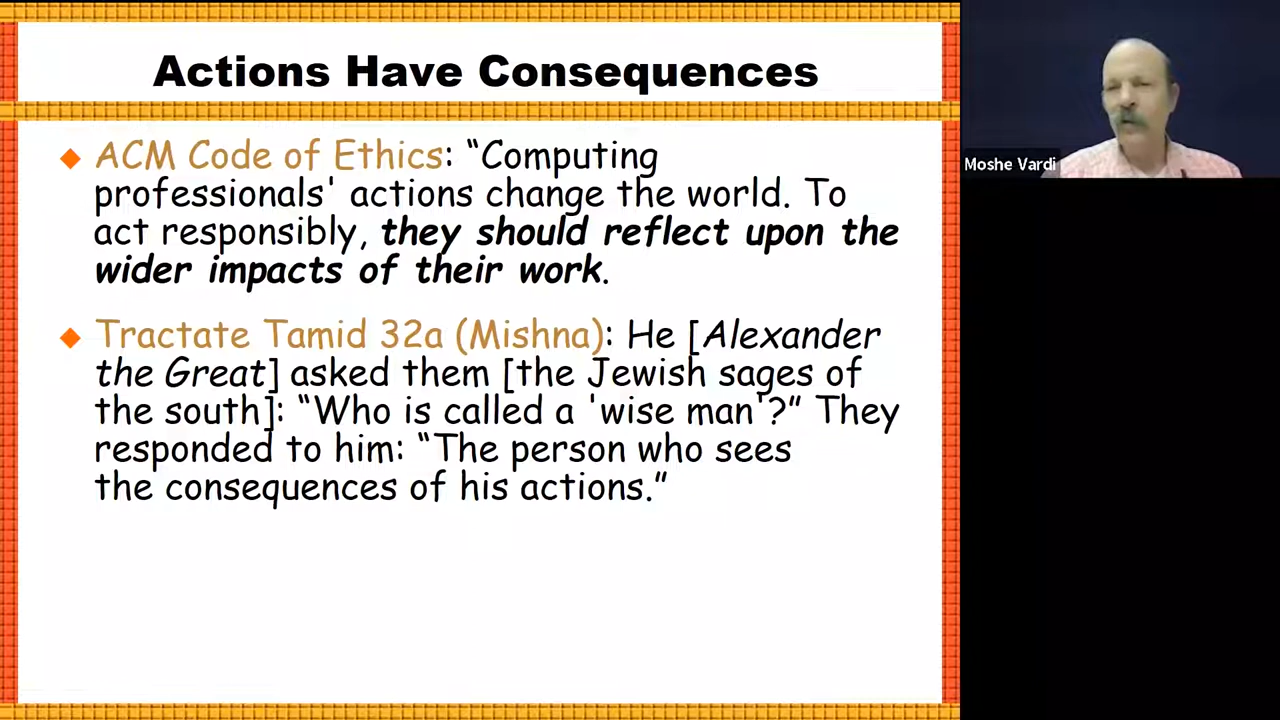 Actions Have Consequences
ACM Code of Ethics: “Computing
professionals' actions change the world. To
act responsibly, they should reflect upon the
wider impacts of their work.
Tractate Tamid 32a (Mishna): He [Alexander
the Great] asked them [the Jewish sages of
the south]: “Who is called a 'wise man'?” They
responded to him: “The person who sees
the consequences of his actions.”
Moshe Vardi